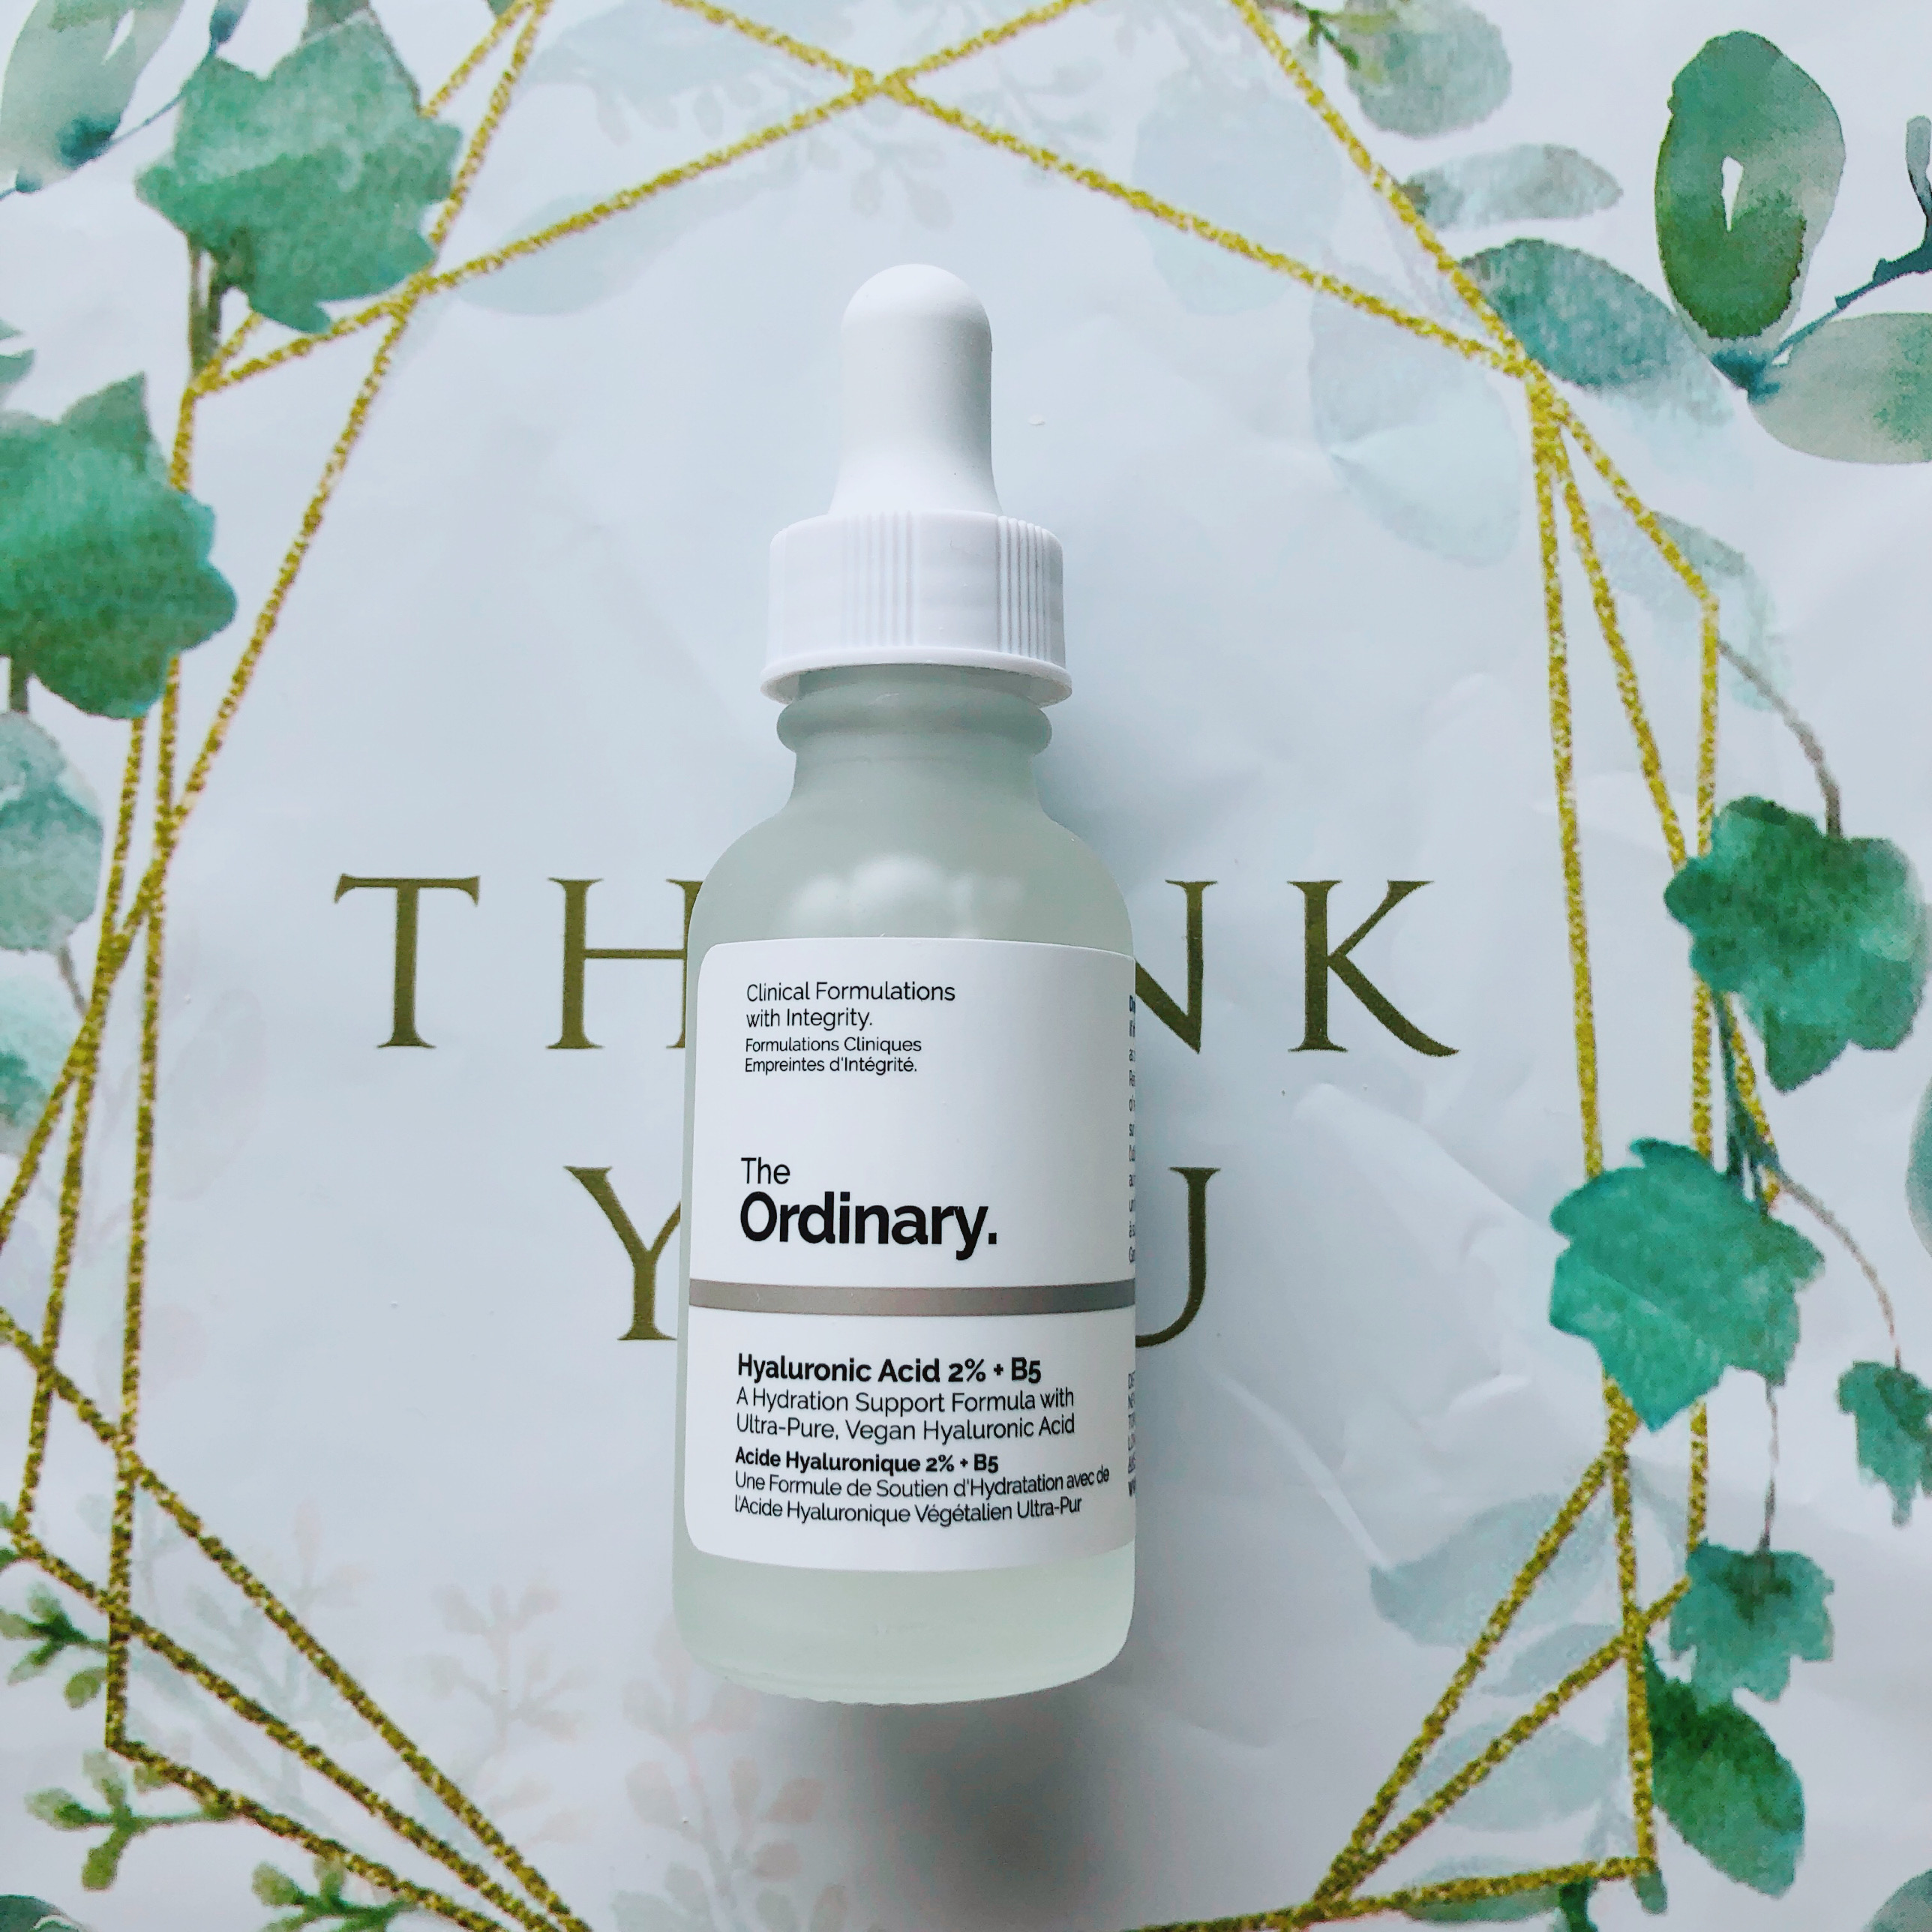 TH NK
Y U
Clinical Formulations
with Integrity.
Formulations Cliniques
Empreintes d'Intégrité.
The
Ordinary.
Hyaluronic Acid 2% + B5
A Hydration Support Formula with
Ultra-Pure, Vegan Hyaluronic Acid
Acide Hyaluronique 2% + B5
Une Formule de Soutien d'Hydratation avec de
l'Acide Hyaluronique Végétalien Ultra-Pur